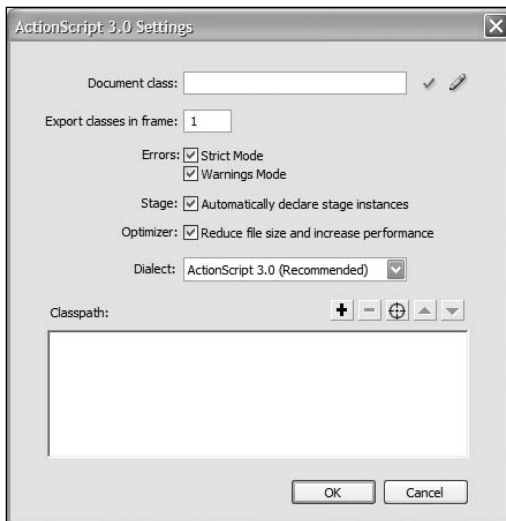 ActionScript 3.0 Settings
Document class:
Export classes in frame: 1
Errors: Strict Mode
Warnings Mode
Stage: Automatically declare stage instances
Optimizer: Reduce file size and increase performance
Dialect: ActionScript 3.0 (Recommended)
Classpath:
OK Cancel